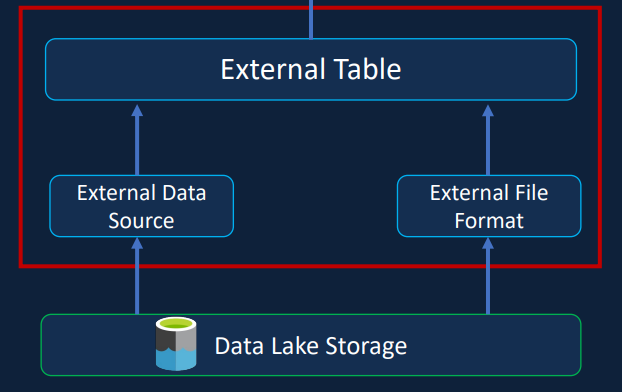 External Table
External Data
Source
External File
Format
Data Lake Storage